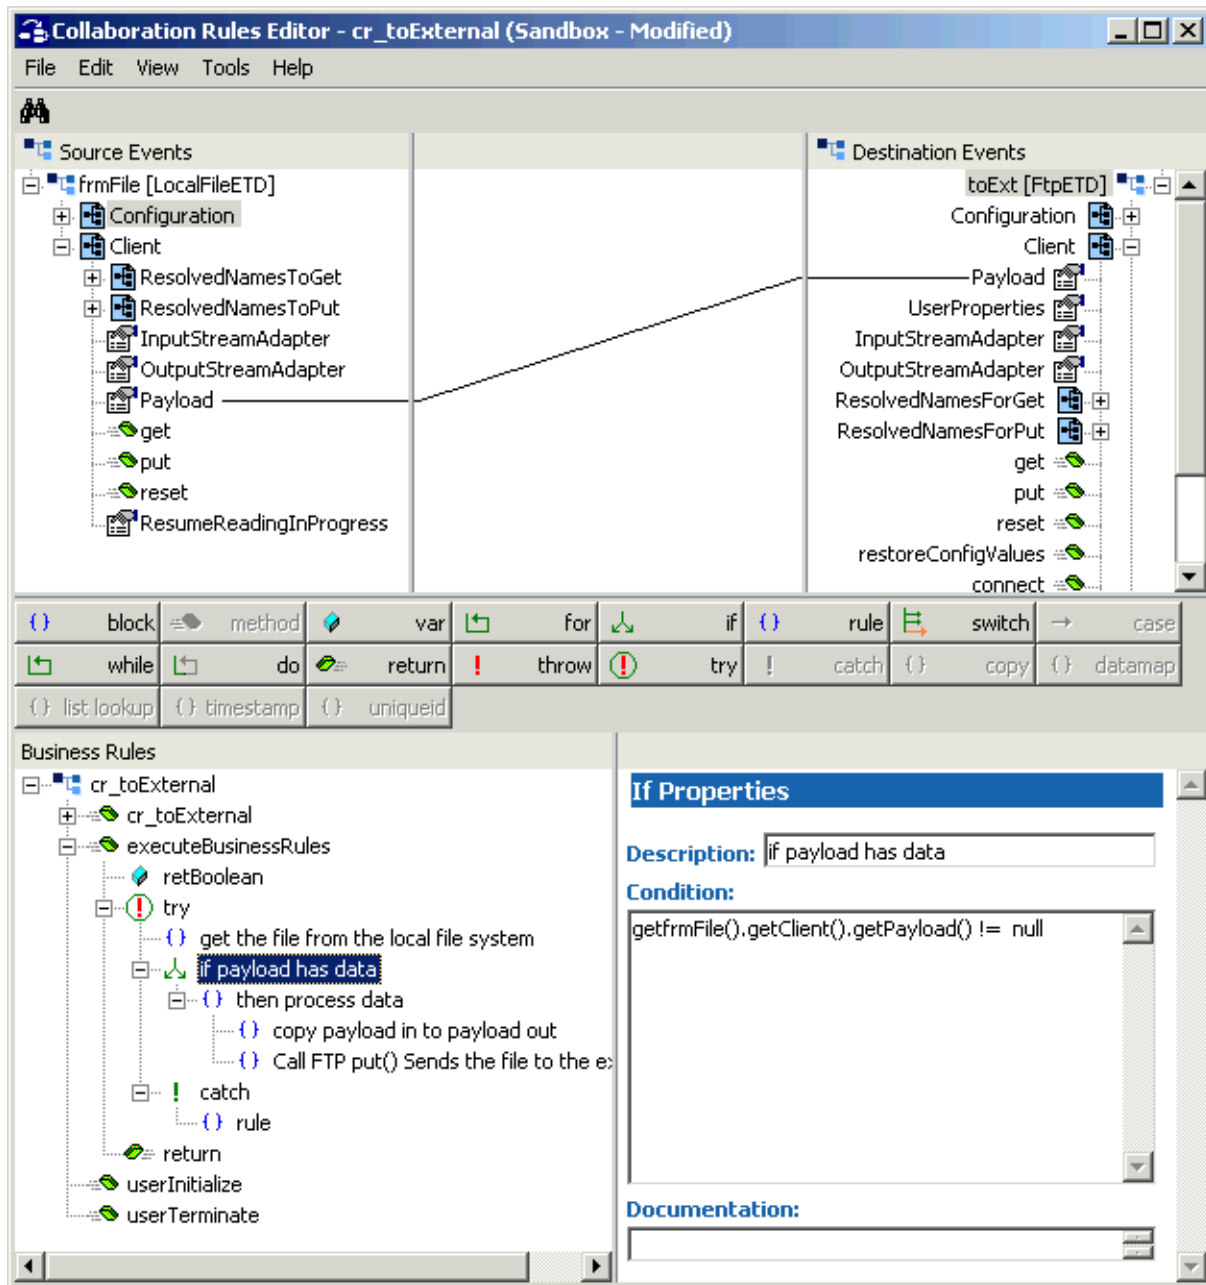 Collaboration Rules Editor - cr_toExternal (Sandbox - Modified)
File Edit View Tools Help
Source Events
frmFile [LocalFileETD]
Configuration
Client
ResolvedNamesToGet
ResolvedNamesToPut
InputStreamAdapter
OutputStreamAdapter
Payload
get
put
reset
ResumeReadingInProgress
Destination Events
toExt [FtpETD]
Configuration
Client
Payload
UserProperties
InputStreamAdapter
OutputStreamAdapter
ResolvedNamesForGet
ResolvedNamesForPut
get
put
reset
restoreConfigValues
connect
block method var for if rule switch case
while do return throw try catch copy datamap
list lookup timestamp uniqueid
Business Rules
cr_toExternal
cr_toExternal
executeBusinessRules
retBoolean
try
get the file from the local file system
if payload has data
then process data
copy payload in to payload out
Call FTP put() Sends the file to the
catch
rule
return
userInitialize
userTerminate
If Properties
Description: if payload has data
Condition:
getfrmFile().getClient().getPayload() != null
Documentation: